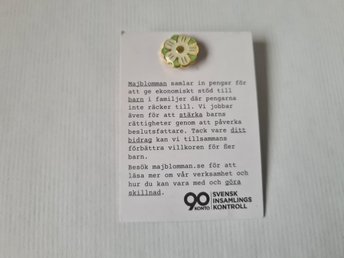 Majblomman samlar in pengar för
att ge ekonomiskt stöd till
barn i familjer där pengarna
inte räcker till. Vi jobbar
även för att stärka barns
rättigheter genom att påverka
beslutsfattare. Tack vare ditt
bidrag kan vi tillsammans
förbättra villkoren för fler
barn.
Besök majblomman.se för att
läsa mer om vår verksamhet och
hur du kan vara med och göra
skillnad.
90 KONTO
SVENSK
INSAMLINGS
KONTROLL